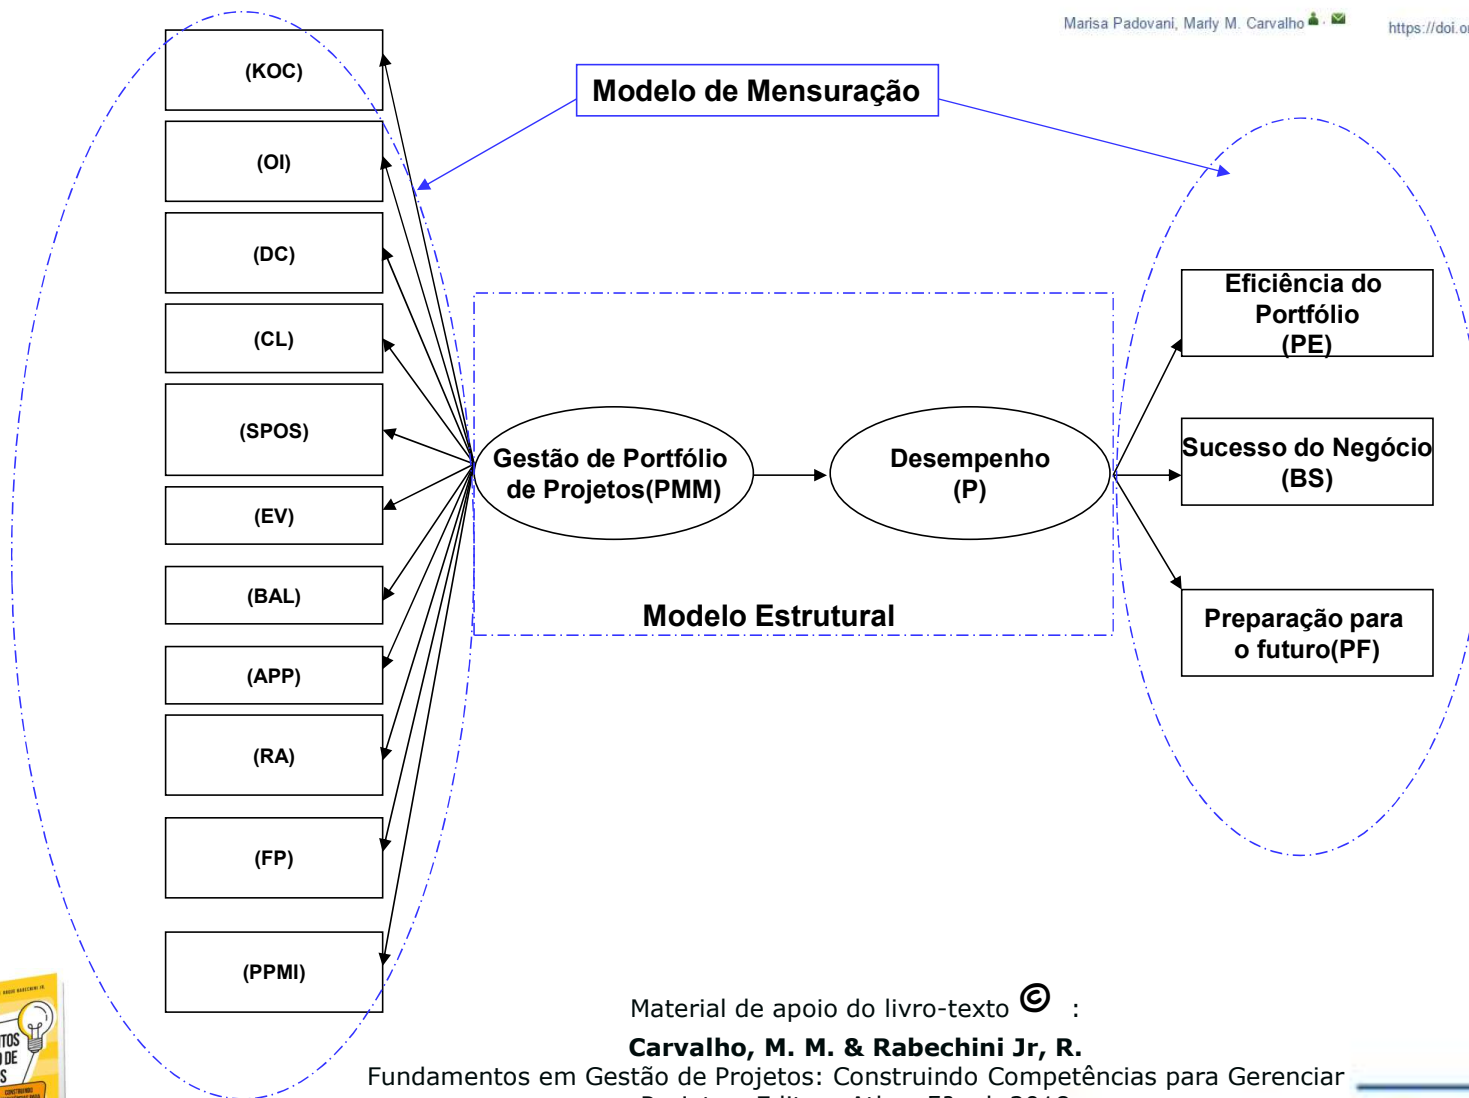 Marisa Padovani, Marly M. Carvalho
(KOC)
Modelo de Mensuração
(OI)
(DC)
(CL)
(SPOS)
(EV)
(BAL)
(APP)
(RA)
(FP)
(PPMI)
Gestão de Portfólio
de Projetos(PMM)
Desempenho
(P)
Modelo Estrutural
Eficiência do
Portfólio
(PE)
Sucesso do Negócio
(BS)
Preparação para
o futuro(PF)
Material de apoio do livro-texto © :
Carvalho, M. M. & Rabechini Jr, R.
Fundamentos em Gestão de Projetos: Construindo Competências para Gerenciar